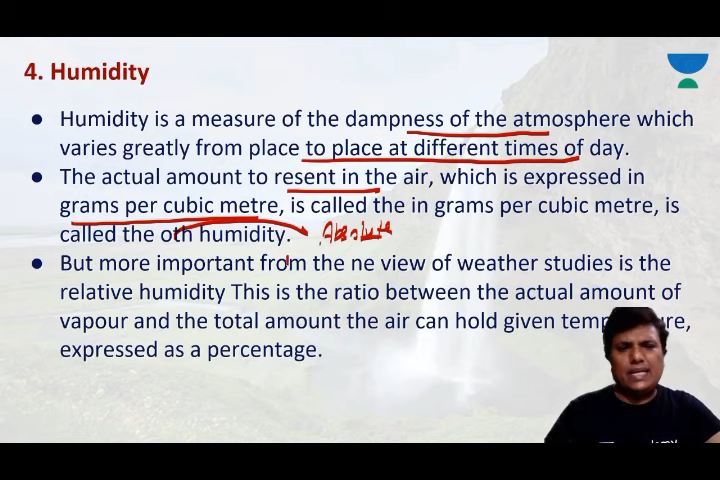 4. Humidity
● Humidity is a measure of the dampness of the atmosphere which
varies greatly from place to place at different times of day.
● The actual amount to resent in the air, which is expressed in
grams per cubic metre, is called the in grams per cubic metre, is
called the oth humidity. Absolute
● But more important from the ne view of weather studies is the
relative humidity This is the ratio between the actual amount of
vapour and the total amount the air can hold given temp ure,
expressed as a percentage.